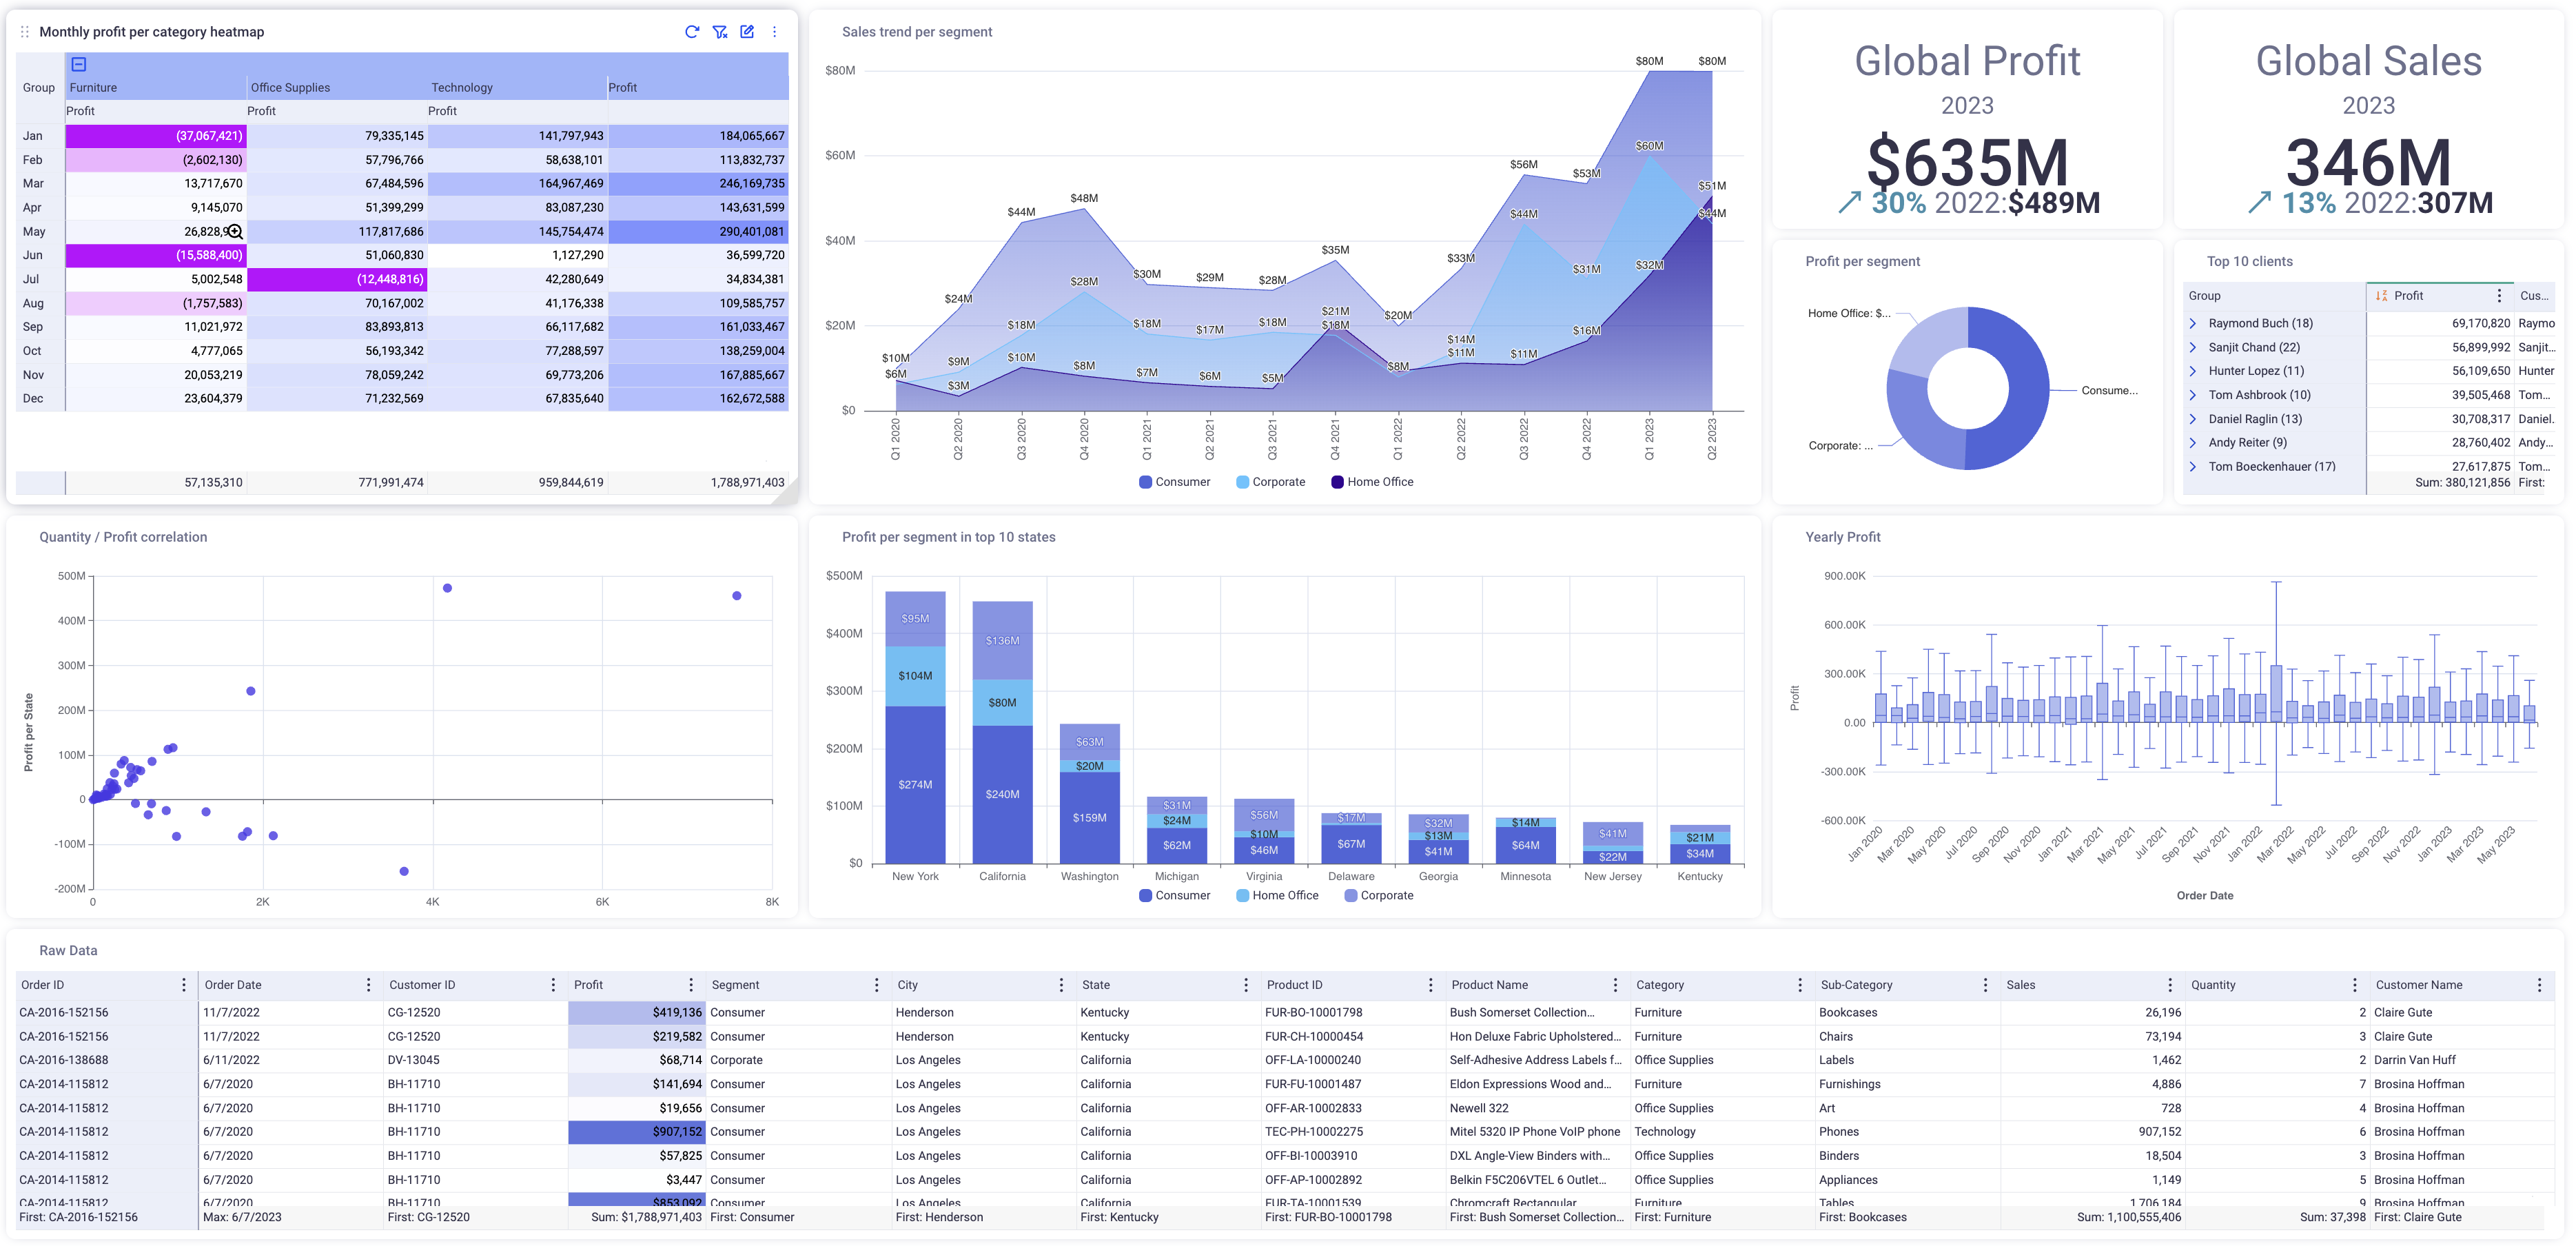 Monthly profit per category heatmap
Group Furniture Office Supplies Technology Profit
Profit Profit Profit
Jan (37,067,421) 79,335,145 141,797,943 184,065,667
Feb (2,602,130) 57,796,766 58,638,101 113,832,737
Mar 13,717,670 67,484,596 164,967,469 246,169,735
Apr 9,145,070 51,399,299 83,087,230 143,631,599
May 117,817,686 145,754,474 290,401,081
Jun (15,588,400) 51,060,830 1,127,290 36,599,720
Jul 5,002,548 (12,448,816) 42,280,649 34,834,381
Aug (1,757,583) 70,167,002 41,176,338 109,585,757
Sep 11,021,972 83,893,813 66,117,682 161,033,467
Oct 4,777,065 56,193,342 77,288,597 138,259,004
Nov 20,053,219 78,059,242 69,773,206 167,885,667
Dec 23,604,379 71,232,569 67,835,640 162,672,588
57,135,310 771,991,474 959,844,619 1,788,971,403
Sales trend per segment
$80M
$60M
$40M
$20M
$0
$10M $24M $44M $48M $30M $29M $28M $35M $20M $33M $56M $53M $80M $80M
$9M $18M $28M $18M $17M $18M $18M $8M $14M $44M $31M $60M $44M
$6M $3M $10M $8M $7M $6M $5M $21M $11M $11M $16M $32M $51M
Q1 2020 Q2 2020 Q3 2020 Q4 2020 Q1 2021 Q2 2021 Q3 2021 Q4 2021 Q1 2022 Q2 2022 Q3 2022 Q4 2022 Q1 2023 Q2 2023
Consumer Corporate Home Office
Global Profit
2023
$635M
30% 2022:$489M
Global Sales
2023
346M
13% 2022:307M
Profit per segment
Home Office: $...
Consume...
Corporate: ...
Top 10 clients
Group Profit Cus...
Raymond Buch (18) 69,170,820 Raymo
Sanjit Chand (22) 56,899,992 Sanjit...
Hunter Lopez (11) 56,109,650 Hunter
Tom Ashbrook (10) 39,505,468 Tom...
Daniel Raglin (13) 30,708,317 Daniel.
Andy Reiter (9) 28,760,402 Andy...
Tom Boeckenhauer (17) 27,617,875 Tom...
Sum: 380,121,856 First:
Quantity / Profit correlation
Profit per State
500M
400M
300M
200M
100M
0
-100M
-200M
0 2K 4K 6K 8K
Profit per segment in top 10 states
$500M
$400M
$300M
$200M
$100M
$0
$95M $136M $63M $31M $56M $17M $32M $41M
$104M $80M $20M $24M $10M $13M $14M $21M
$274M $240M $159M $62M $46M $67M $41M $64M $22M $34M
New York California Washington Michigan Virginia Delaware Georgia Minnesota New Jersey Kentucky
Consumer Home Office Corporate
Yearly Profit
Profit
900.00K
600.00K
300.00K
0.00
-300.00K
-600.00K
Jan 2020 Mar 2020 May 2020 Jul 2020 Sep 2020 Nov 2020 Jan 2021 Mar 2021 May 2021 Jul 2021 Sep 2021 Nov 2021 Jan 2022 Mar 2022 May 2022 Jul 2022 Sep 2022 Nov 2022 Jan 2023 Mar 2023 May 2023
Order Date
Raw Data
Order ID Order Date Customer ID Profit Segment City State Product ID Product Name Category Sub-Category Sales Quantity Customer Name
CA-2016-152156 11/7/2022 CG-12520 $419,136 Consumer Henderson Kentucky FUR-BO-10001798 Bush Somerset Collection... Furniture Bookcases 26,196 2 Claire Gute
CA-2016-152156 11/7/2022 CG-12520 $219,582 Consumer Henderson Kentucky FUR-CH-10000454 Hon Deluxe Fabric Upholstered... Furniture Chairs 73,194 3 Claire Gute
CA-2016-138688 6/11/2022 DV-13045 $68,714 Corporate Los Angeles California OFF-LA-10000240 Self-Adhesive Address Labels f... Office Supplies Labels 1,462 2 Darrin Van Huff
CA-2014-115812 6/7/2020 BH-11710 $141,694 Consumer Los Angeles California FUR-FU-10001487 Eldon Expressions Wood and... Furniture Furnishings 4,886 7 Brosina Hoffman
CA-2014-115812 6/7/2020 BH-11710 $19,656 Consumer Los Angeles California OFF-AR-10002833 Newell 322 Office Supplies Art 728 4 Brosina Hoffman
CA-2014-115812 6/7/2020 BH-11710 $907,152 Consumer Los Angeles California TEC-PH-10002275 Mitel 5320 IP Phone VoIP phone Technology Phones 907,152 6 Brosina Hoffman
CA-2014-115812 6/7/2020 BH-11710 $57,825 Consumer Los Angeles California OFF-BI-10003910 DXL Angle-View Binders with... Office Supplies Binders 18,504 3 Brosina Hoffman
CA-2014-115812 6/7/2020 BH-11710 $3,447 Consumer Los Angeles California OFF-AP-10002892 Belkin F5C206VTEL 6 Outlet... Office Supplies Appliances 1,149 5 Brosina Hoffman
CA-2014-115812 6/7/2020 BH-11710 $853,092 Consumer Los Angeles California FUR-TA-10001539 Chromcraft Rectangular Furniture Tables 1,706,184 9 Brosina Hoffman
First: CA-2016-152156 Max: 6/7/2023 First: CG-12520 Sum: $1,788,971,403 First: Consumer First: Henderson First: Kentucky First: FUR-BO-10001798 First: Bush Somerset Collection... First: Furniture First: Bookcases Sum: 1,100,555,406 Sum: 37,398 First: Claire Gute